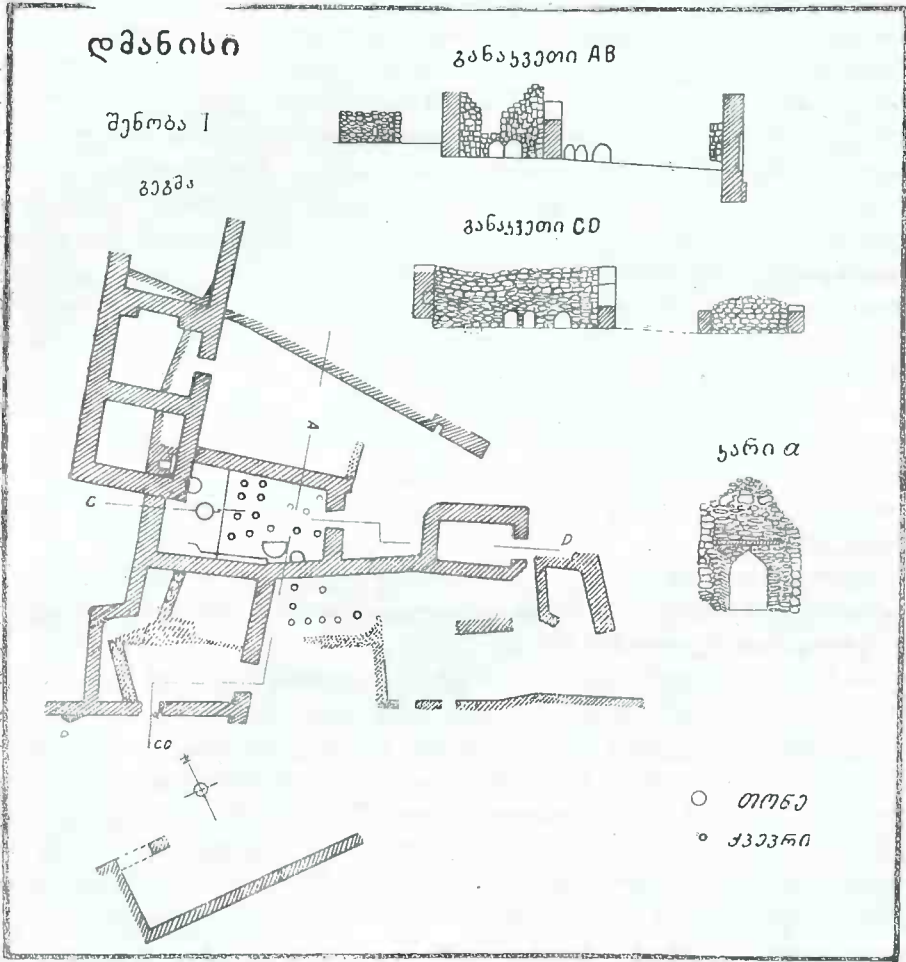 დმანისი
შენობა I
გეგმა
განაკვეთი AB
განაკვეთი CD
კარი a
A
C
D
CD
N
თონე
ქვევრი